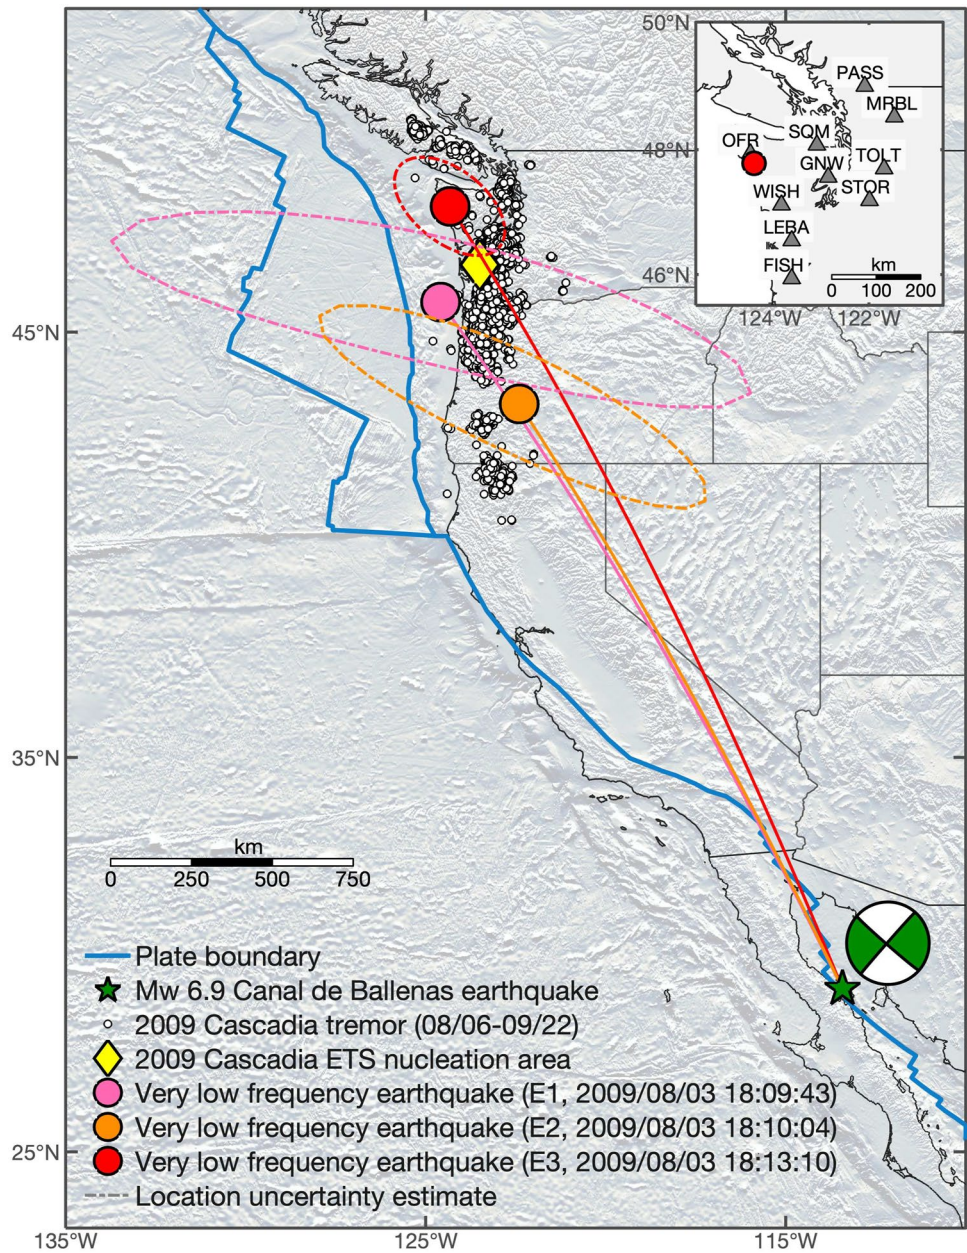 50°N
PASS
MRBL
SQM
OFR
48°N
GNW
TOLT
WISH
STOR
LEBA
FISH
46°N
km
0 100 200
124°W 122°W
45°N
35°N
km
0 250 500 750
Plate boundary
Mw 6.9 Canal de Ballenas earthquake
2009 Cascadia tremor (08/06-09/22)
2009 Cascadia ETS nucleation area
Very low frequency earthquake (E1, 2009/08/03 18:09:43)
Very low frequency earthquake (E2, 2009/08/03 18:10:04)
Very low frequency earthquake (E3, 2009/08/03 18:13:10)
25°N
Location uncertainty estimate
135°W 125°W 115°W